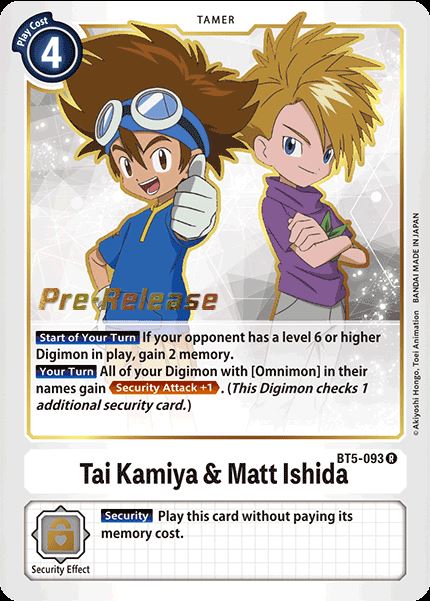 TAMER
Play Cost
4
Pre-Release
Start of Your Turn If your opponent has a level 6 or higher
Digimon in play, gain 2 memory.
Your Turn All of your Digimon with [Omnimon] in their
names gain Security Attack +1. (This Digimon checks 1
additional security card.)
©Akiyoshi Hongo, Toei Animation BANDAI MADE IN JAPAN
BT5-093 R
Tai Kamiya & Matt Ishida
Security Play this card without paying its
memory cost.
Security Effect